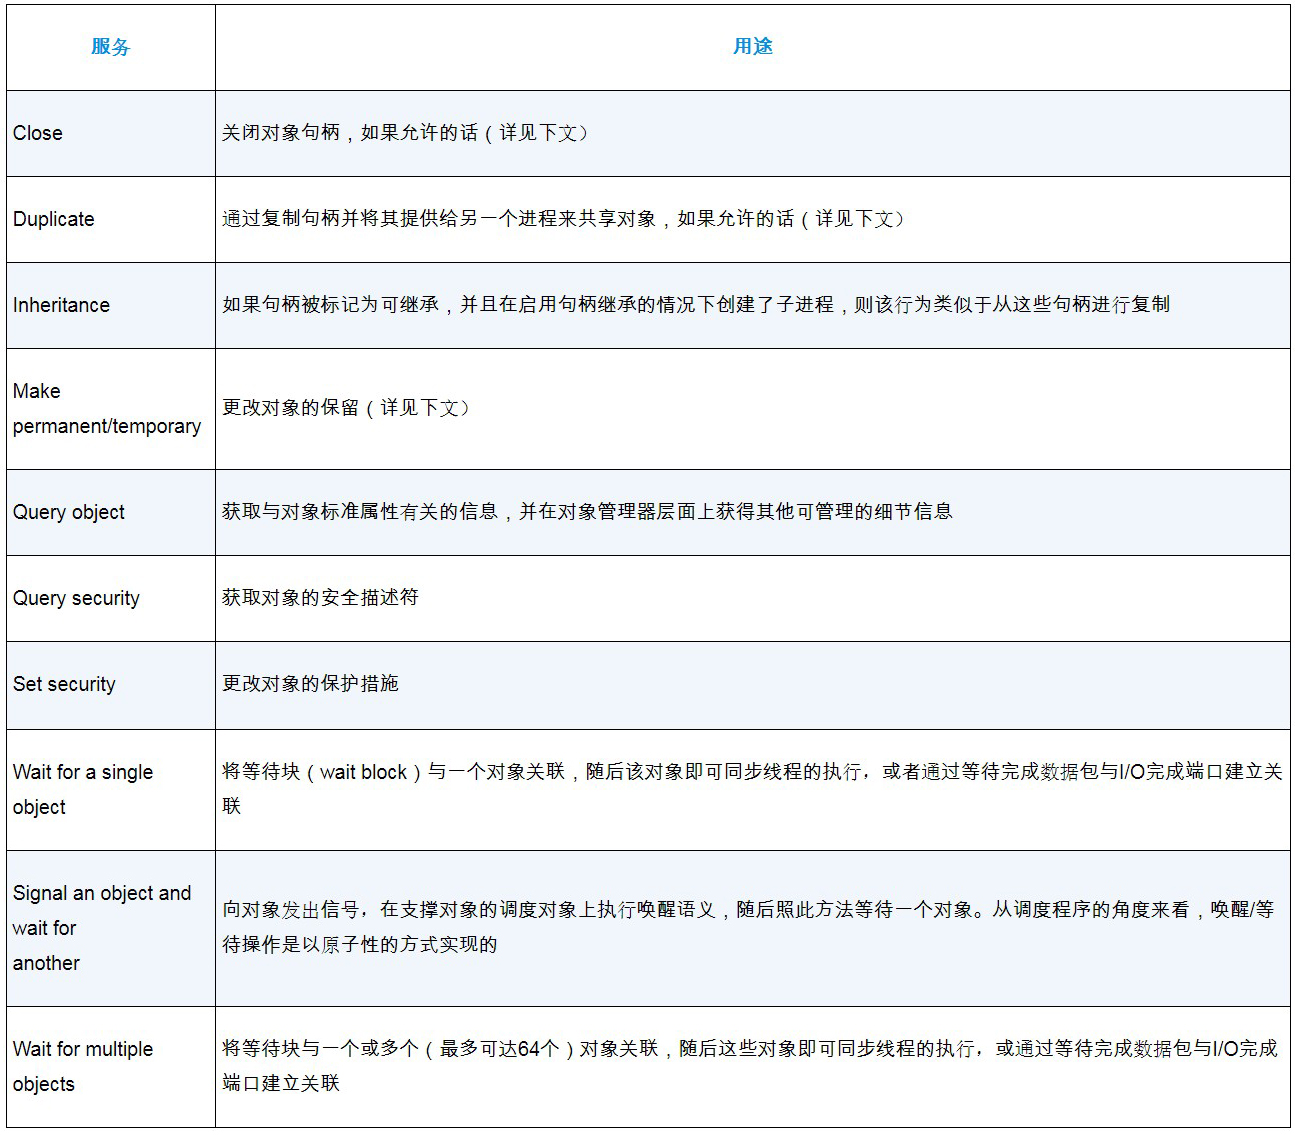 服务
用途
Close
关闭对象句柄，如果允许的话（详见下文）
Duplicate
通过复制句柄并将其提供给另一个进程来共享对象，如果允许的话（详见下文）
Inheritance
如果句柄被标记为可继承，并且在启用句柄继承的情况下创建了子进程，则该行为类似于从这些句柄进行复制
Make
permanent/temporary
更改对象的保留（详见下文）
Query object
获取与对象标准属性有关的信息，并在对象管理器层面上获得其他可管理的细节信息
Query security
获取对象的安全描述符
Set security
更改对象的保护措施
Wait for a single
object
将等待块（wait block）与一个对象关联，随后该对象即可同步线程的执行，或者通过等待完成数据包与I/O完成端口建立关
联
Signal an object and
wait for
another
向对象发出信号，在支撑对象的调度对象上执行唤醒语义，随后照此方法等待一个对象。从调度程序的角度来看，唤醒/等
待操作是以原子性的方式实现的
Wait for multiple
objects
将等待块与一个或多个（最多可达64个）对象关联，随后这些对象即可同步线程的执行，或通过等待完成数据包与I/O完成
端口建立关联